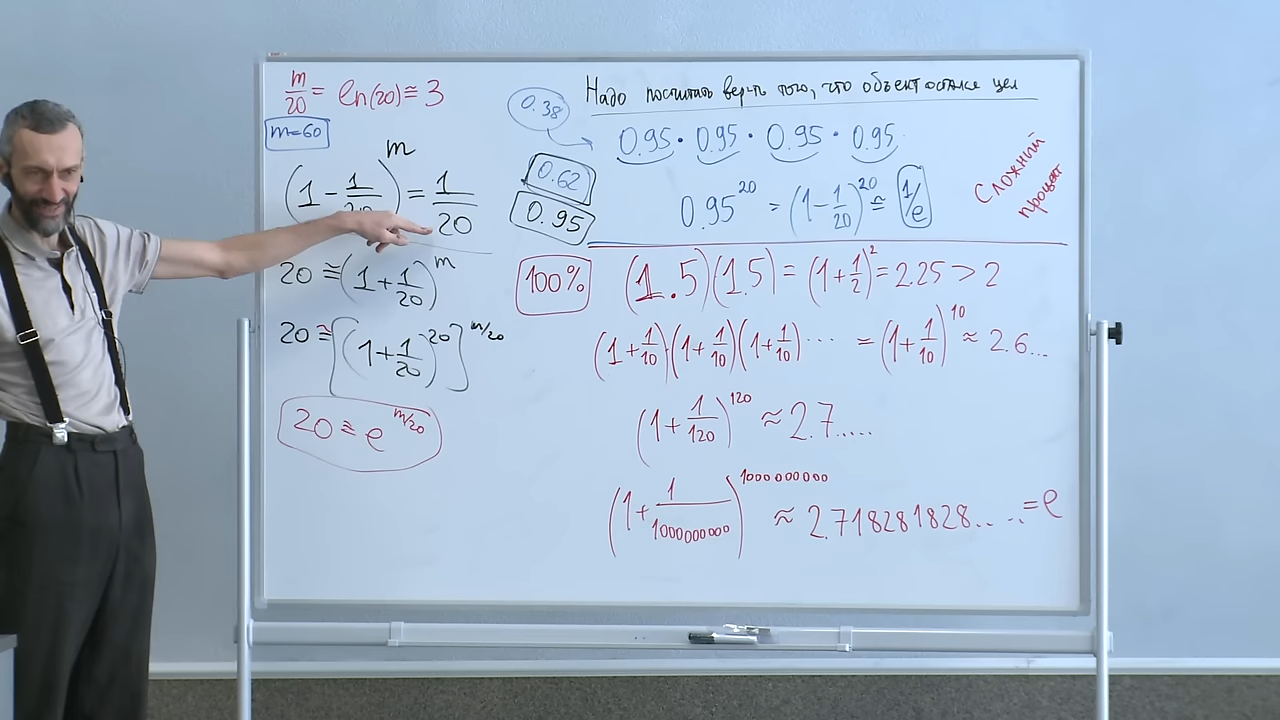 m/20 = ln(20) ≅ 3
m=60
(1 - 1/20)^m = 1/20
20 ≅ (1 + 1/20)^m
20 ≅ [(1 + 1/20)^20]^m/20
20 ≅ e^m/20
Надо посчитать верть того, что объект остался цел
0.38
0.95 · 0.95 · 0.95 · 0.95
0.62
0.95
0.95^20 = (1 - 1/20)^20 ≅ 1/e
Сложный
процент
100%
(1.5)(1.5) = (1 + 1/2)^2 = 2.25 > 2
(1 + 1/10)·(1 + 1/10)(1 + 1/10) ... = (1 + 1/10)^10 ≈ 2.6...
(1 + 1/120)^120 ≈ 2.7.....
(1 + 1/1000000000)^1000000000 ≈ 2.718281828..... = e